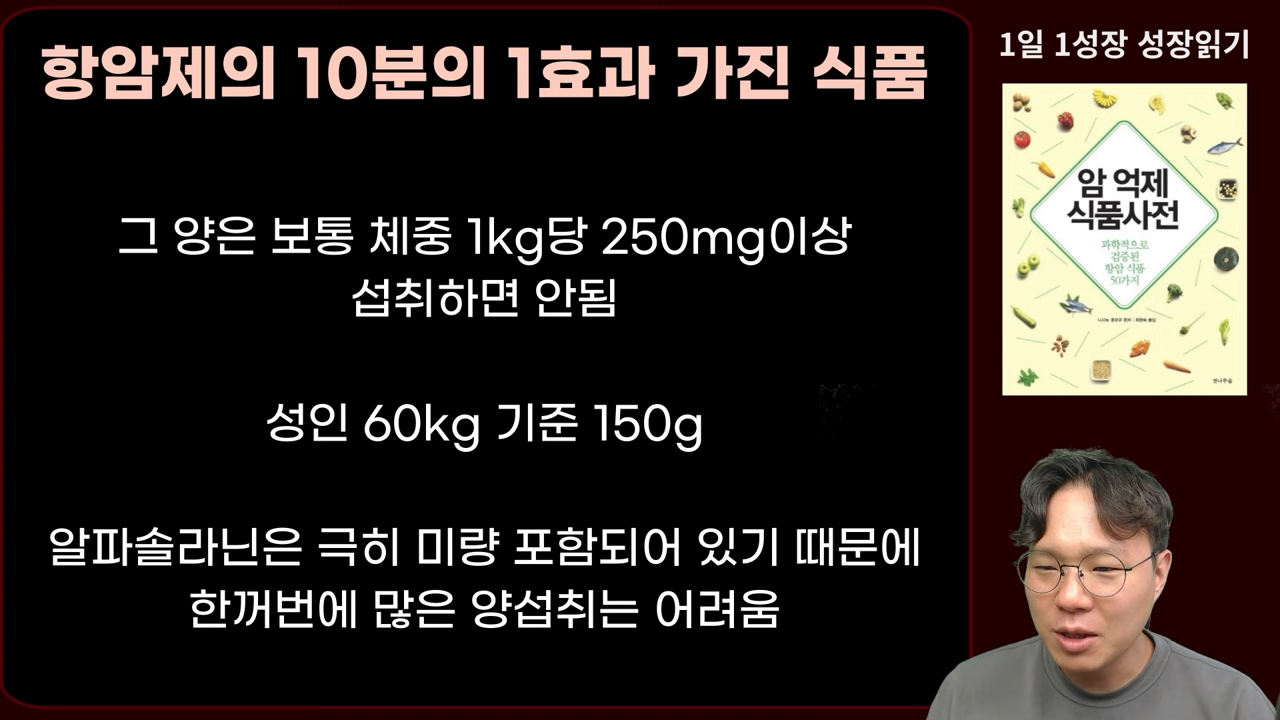 항암제의 10분의 1효과 가진 식품
그 양은 보통 체중 1kg당 250mg이상
섭취하면 안됨
성인 60kg 기준 150g
알파솔라닌은 극히 미량 포함되어 있기 때문에
한꺼번에 많은 양섭취는 어려움
1일 1성장 성장읽기
암 억제
식품사전
과학적으로
검증된
항암 식품
50가지
전나무숲